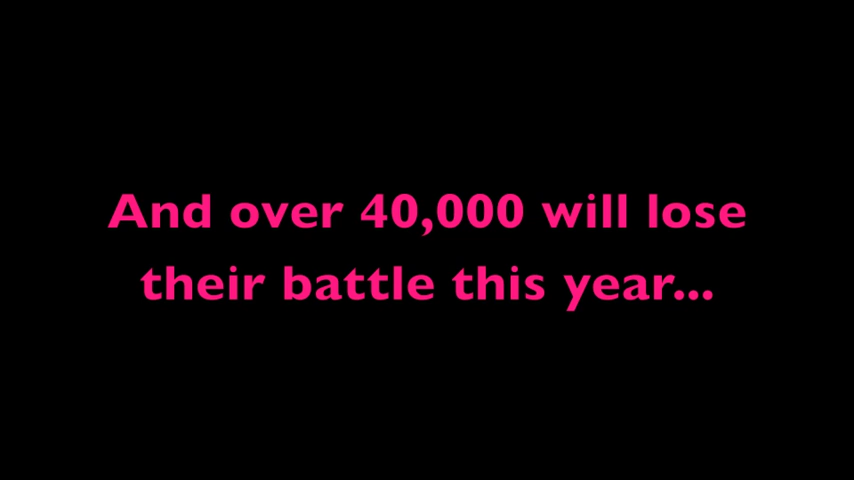 And over 40,000 will lose
their battle this year...